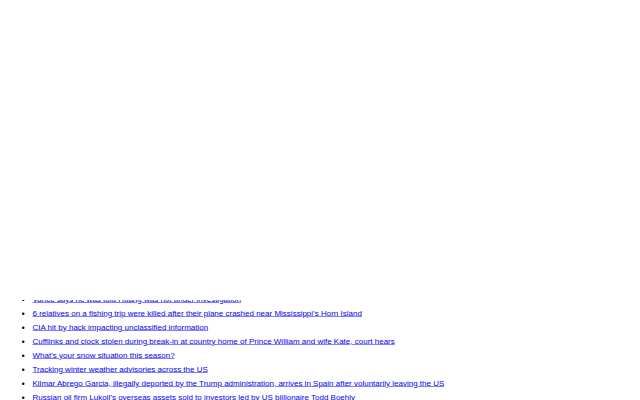 6 relatives on a fishing trip were killed after their plane crashed near Mississippi's Horn Island
CIA hit by hack impacting unclassified information
Cufflinks and clock stolen during break-in at country home of Prince William and wife Kate, court hears
What's your snow situation this season?
Tracking winter weather advisories across the US
Kilmar Abrego Garcia, illegally deported by the Trump administration, arrives in Spain after voluntarily leaving the US
Russian oil firm Lukoil's overseas assets sold to investors led by US billionaire Todd Boehly